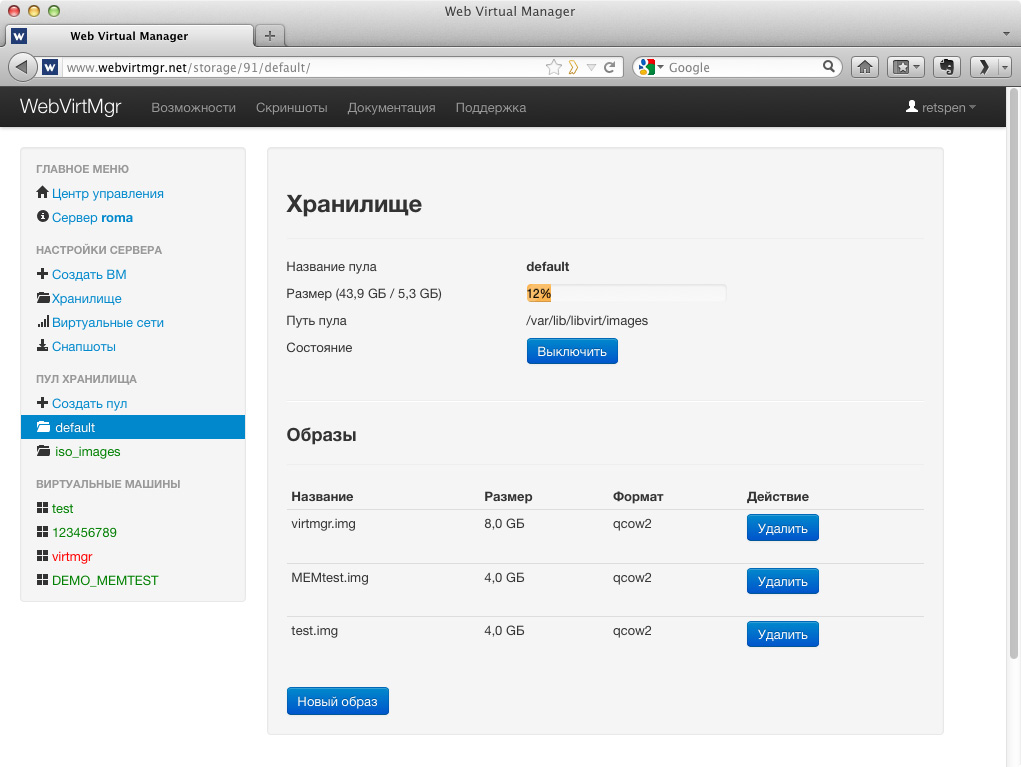 Web Virtual Manager
Web Virtual Manager
www.webvirtmgr.net/storage/91/default/
Google
WebVirtMgr Возможности Скриншоты Документация Поддержка retspen
ГЛАВНОЕ МЕНЮ
Центр управления
Сервер roma
НАСТРОЙКИ СЕРВЕРА
Создать ВМ
Хранилище
Виртуальные сети
Снапшоты
ПУЛ ХРАНИЛИЩА
Создать пул
default
iso_images
ВИРТУАЛЬНЫЕ МАШИНЫ
test
123456789
virtmgr
DEMO_MEMTEST
Хранилище
Название пула default
Размер (43,9 ГБ / 5,3 ГБ) 12%
Путь пула /var/lib/libvirt/images
Состояние Выключить
Образы
Название Размер Формат Действие
virtmgr.img 8,0 ГБ qcow2 Удалить
MEMtest.img 4,0 ГБ qcow2 Удалить
test.img 4,0 ГБ qcow2 Удалить
Новый образ